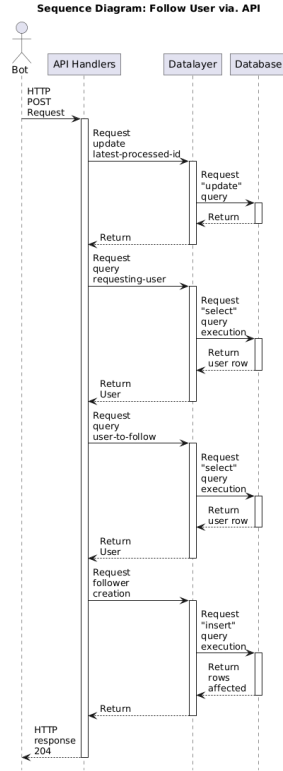 Sequence Diagram: Follow User via. API
Bot
API Handlers
Datalayer
Database
HTTP
POST
Request
Request
update
latest-processed-id
Request
"update"
query
Return
Return
Request
query
requesting-user
Request
"select"
query
execution
Return
user row
Return
User
Request
query
user-to-follow
Request
"select"
query
execution
Return
user row
Return
User
Request
follower
creation
Request
"insert"
query
execution
Return
rows
affected
Return
HTTP
response
204